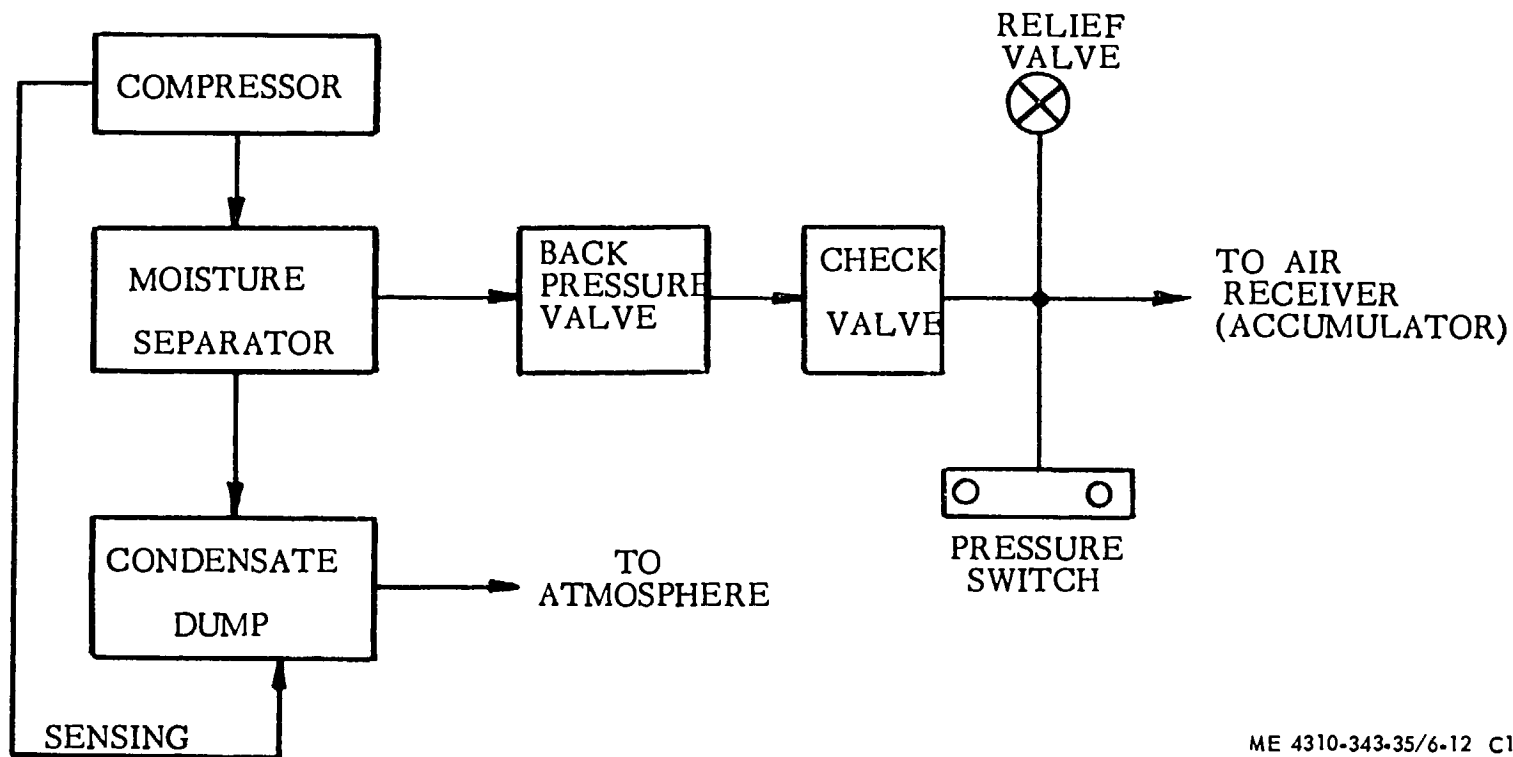 RELIEF
VALVE
COMPRESSOR
MOISTURE
SEPARATOR
BACK
PRESSURE
VALVE
CHECK
VALVE
TO AIR
RECEIVER
(ACCUMULATOR)
CONDENSATE
DUMP
TO
ATMOSPHERE
PRESSURE
SWITCH
SENSING
ME 4310-343-35/6-12 C1